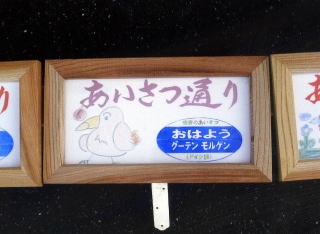 あいさつ通り
世界のあいさつ
おはよう
グーテン モルゲン
(ドイツ語)